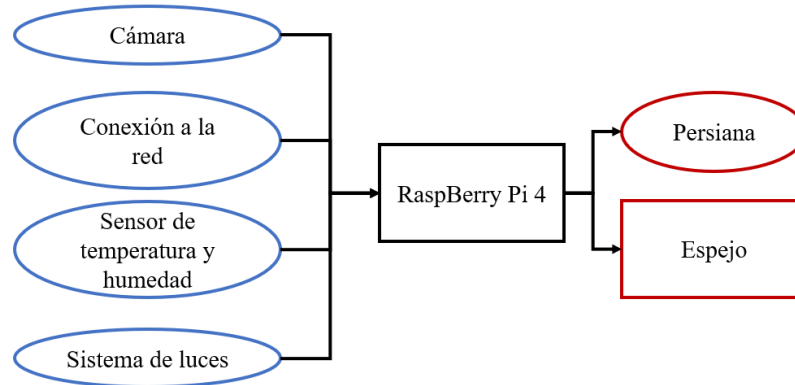 Cámara
Conexión a la
red
Sensor de
temperatura y
humedad
Sistema de luces
RaspBerry Pi 4
Persiana
Espejo